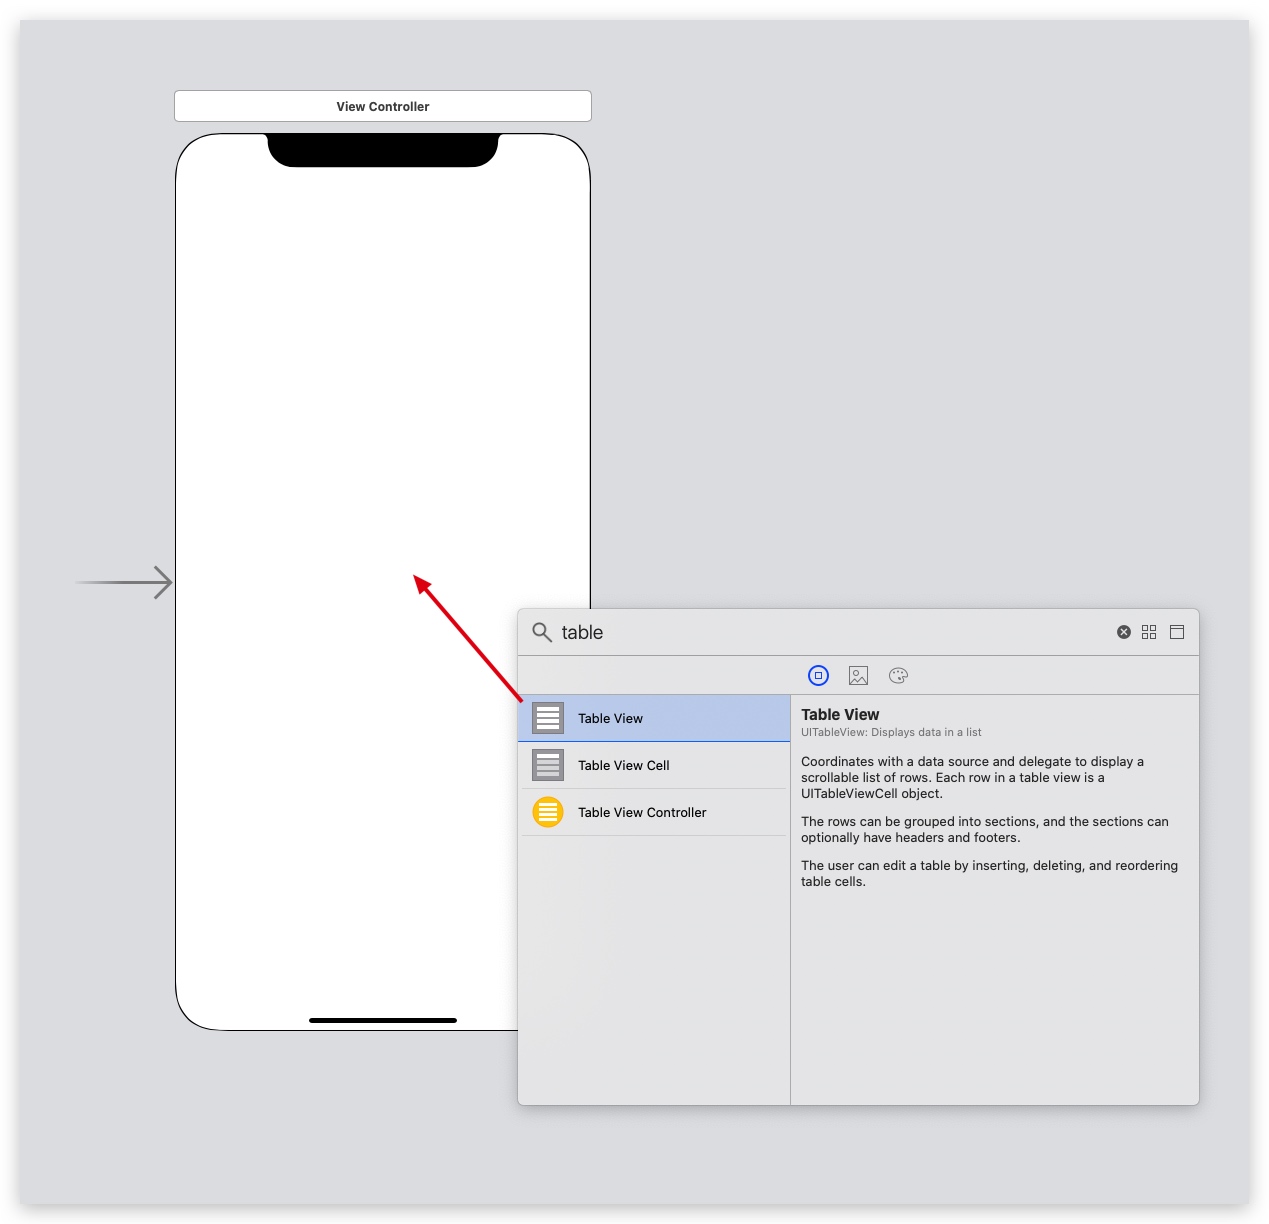 View Controller
table
Table View
Table View Cell
Table View Controller
Table View
UITableView: Displays data in a list
Coordinates with a data source and delegate to display a
scrollable list of rows. Each row in a table view is a
UITableViewCell object.
The rows can be grouped into sections, and the sections can
optionally have headers and footers.
The user can edit a table by inserting, deleting, and reordering
table cells.